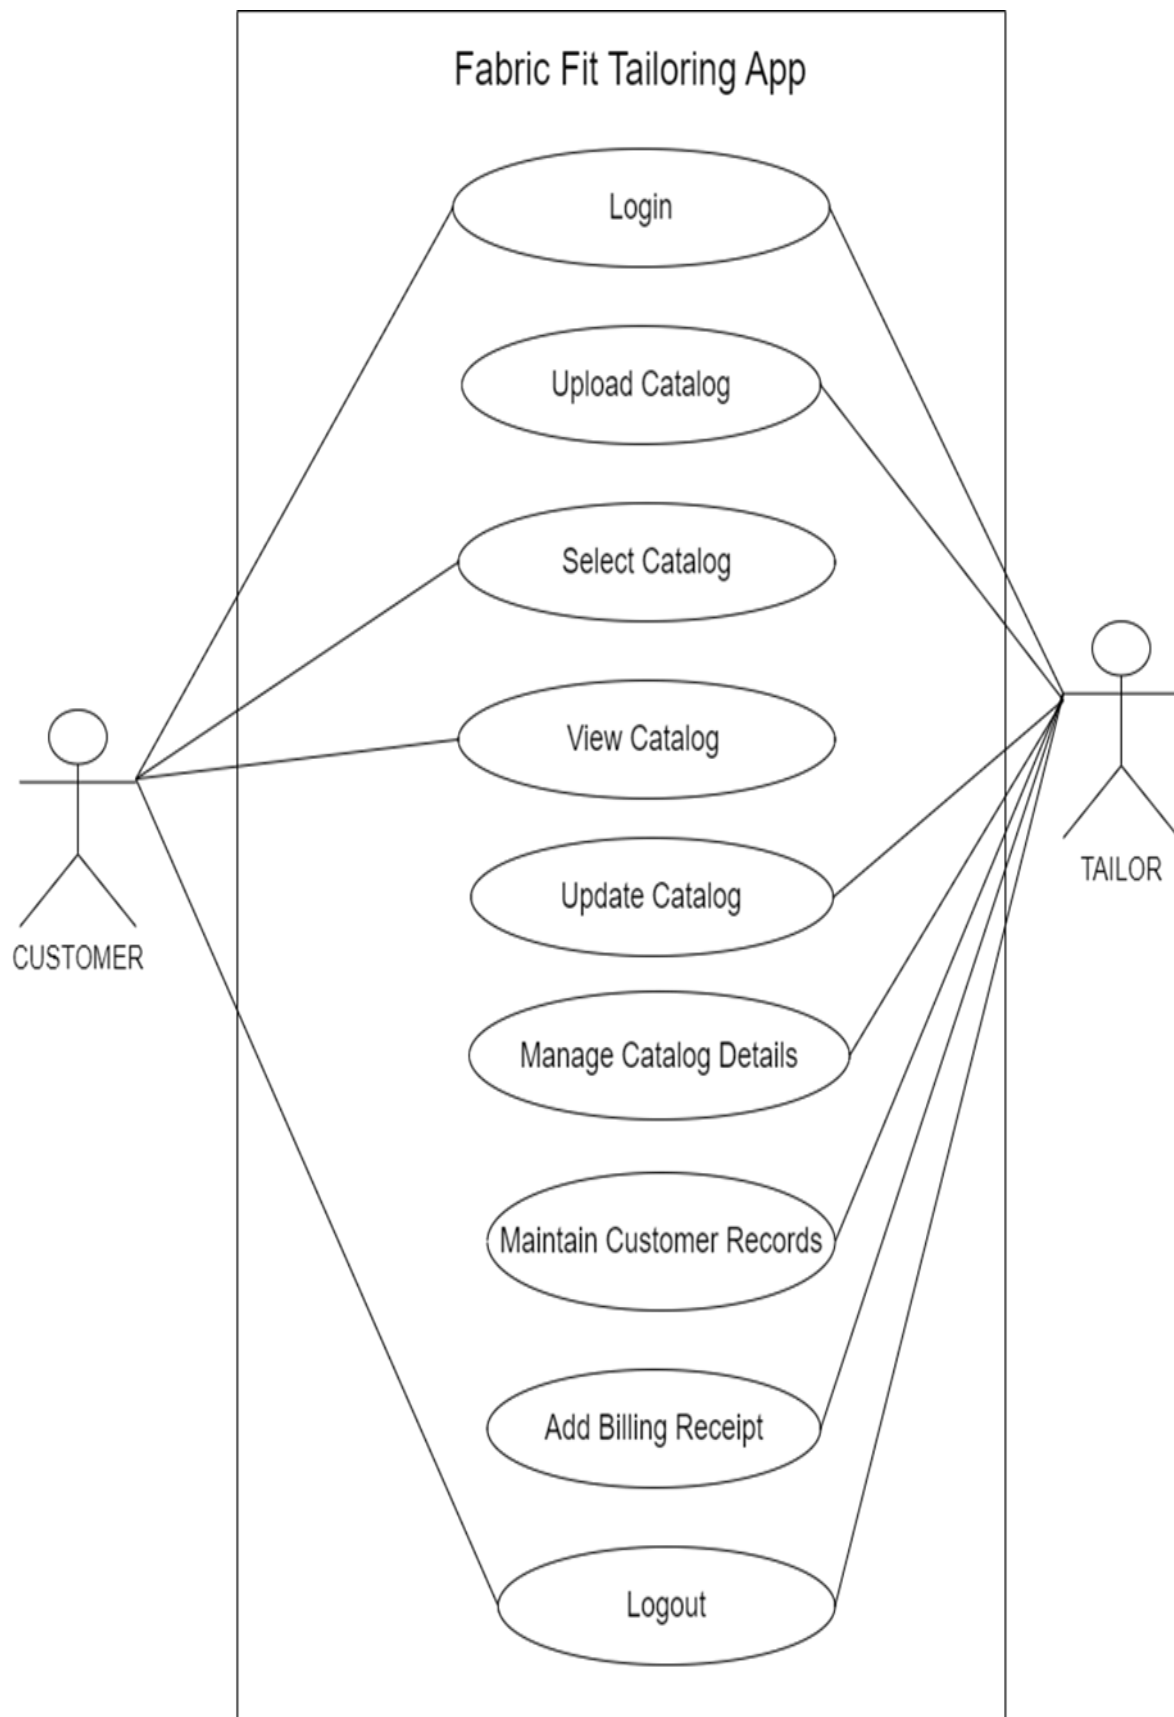 Fabric Fit Tailoring App
Login
Upload Catalog
Select Catalog
View Catalog
Update Catalog
Manage Catalog Details
Maintain Customer Records
Add Billing Receipt
Logout
CUSTOMER
TAILOR